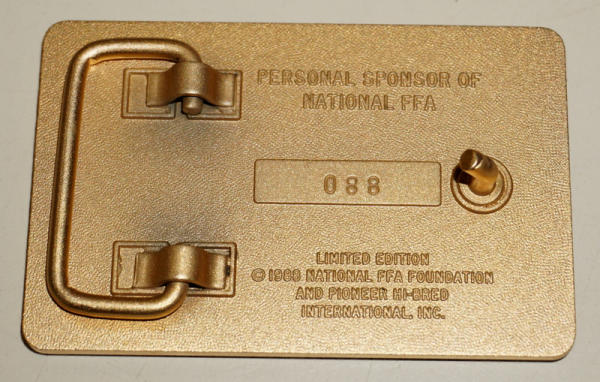 PERSONAL SPONSOR OF
NATIONAL FFA
088
LIMITED EDITION
© 1988 NATIONAL FFA FOUNDATION
AND PIONEER HI-BRED
INTERNATIONAL, INC.